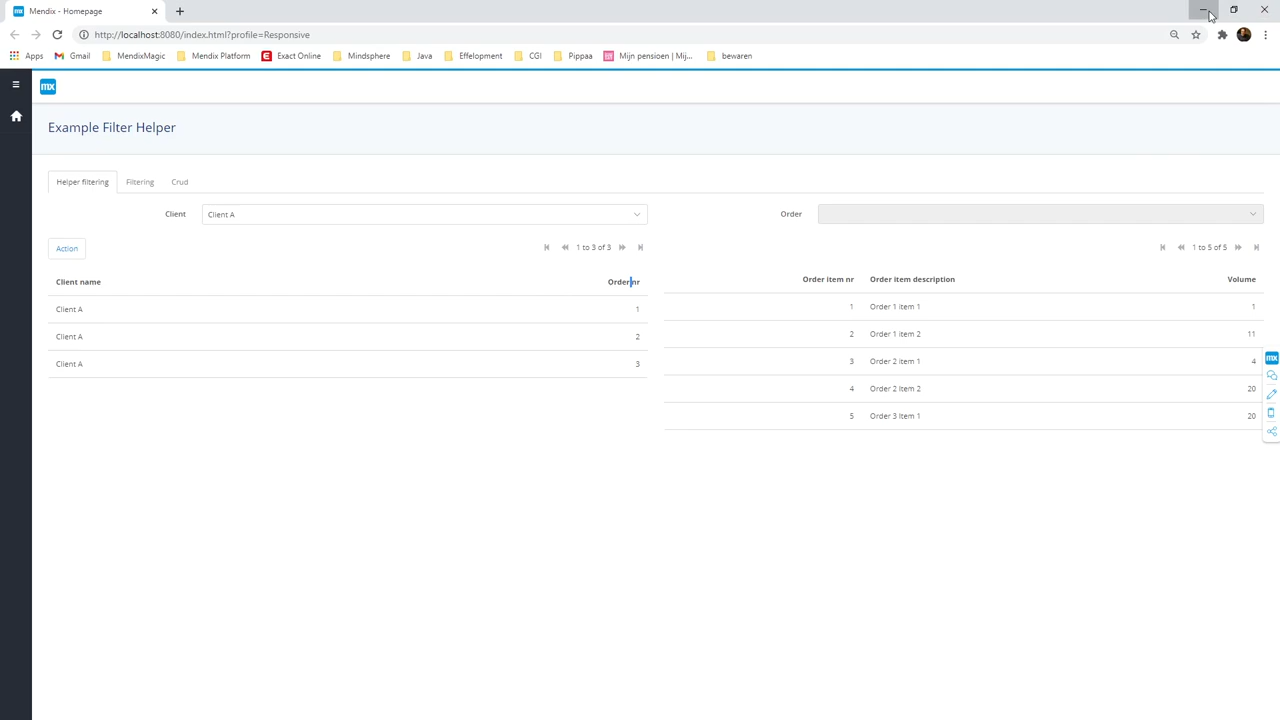 Mendix - Homepage
http://localhost:8080/index.html?profile=Responsive
Apps Gmail MendixMagic Mendix Platform Exact Online Mindsphere Java Effelopment CGI Pippaa Mijn pensioen | Mij... bewaren
mx
Example Filter Helper
Helper filtering Filtering Crud
Client Client A Order
Action 1 to 3 of 3 1 to 5 of 5
Client name Order nr
Client A 1
Client A 2
Client A 3
Order item nr Order item description Volume
1 Order 1 item 1 1
2 Order 1 item 2 11
3 Order 2 item 1 4
4 Order 2 item 2 20
5 Order 3 item 1 20
mx